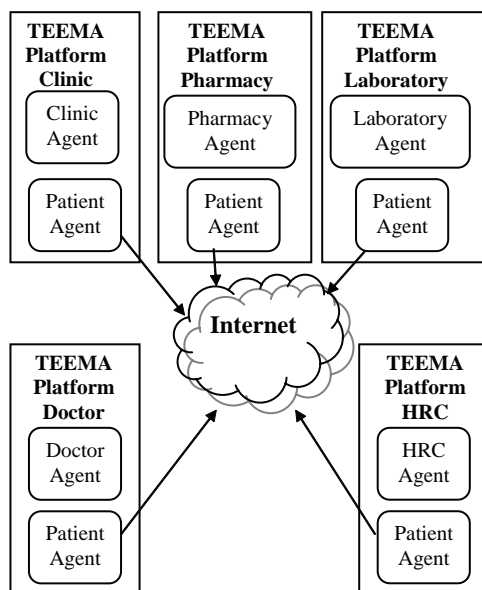 TEEMA
Platform
Clinic
Clinic
Agent
Patient
Agent
TEEMA
Platform
Pharmacy
Pharmacy
Agent
Patient
Agent
TEEMA
Platform
Laboratory
Laboratory
Agent
Patient
Agent
Internet
TEEMA
Platform
Doctor
Doctor
Agent
Patient
Agent
TEEMA
Platform
HRC
HRC
Agent
Patient
Agent